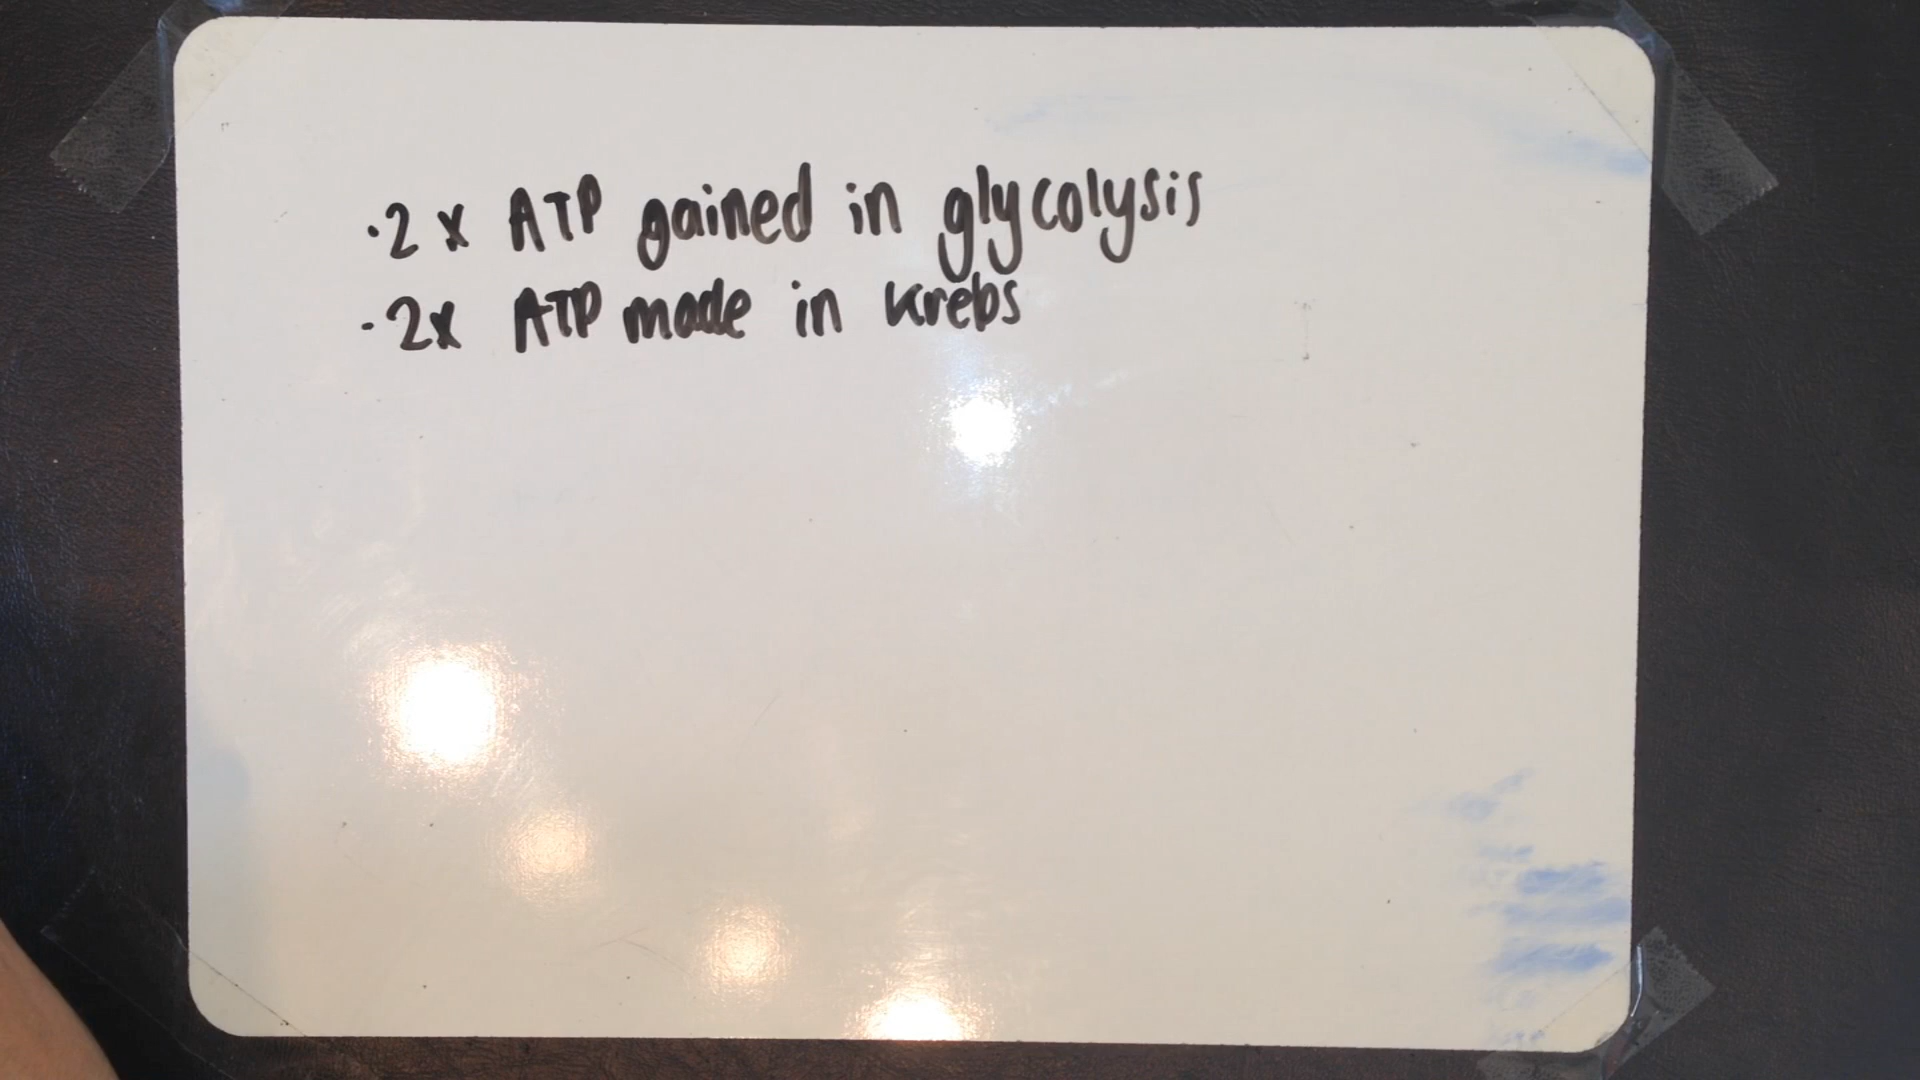 ·2 x ATP gained in glycolysis
·2x ATP made in krebs